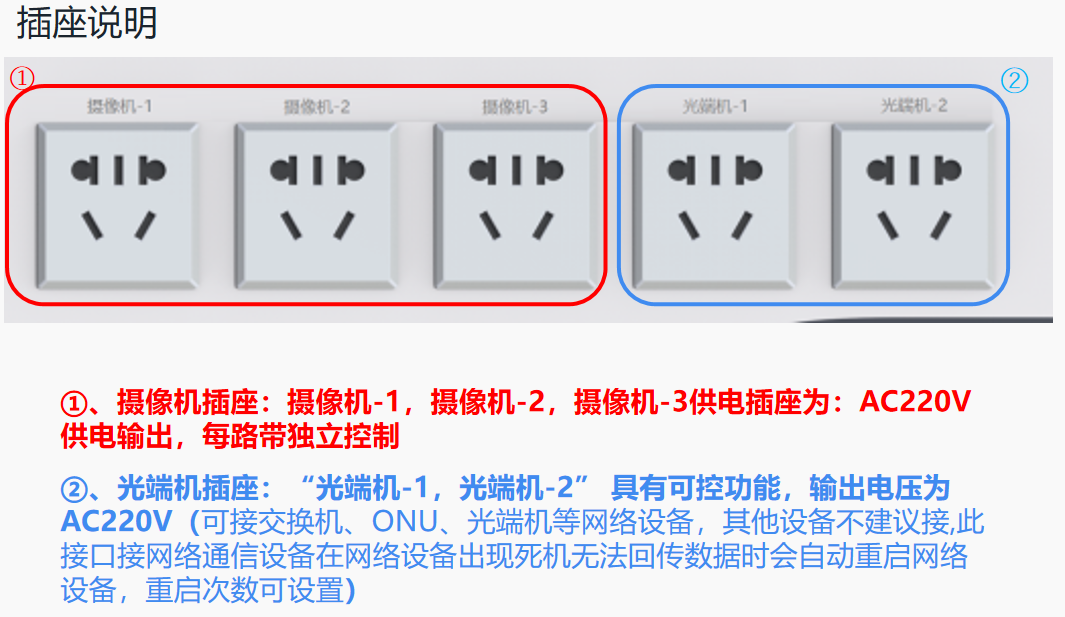 插座说明
① ②
摄像机-1 摄像机-2 摄像机-3 光端机-1 光端机-2
①、摄像机插座：摄像机-1，摄像机-2，摄像机-3供电插座为：AC220V
供电输出，每路带独立控制
②、光端机插座：“光端机-1，光端机-2” 具有可控功能，输出电压为
AC220V（可接交换机、ONU、光端机等网络设备，其他设备不建议接,此
接口接网络通信设备在网络设备出现死机无法回传数据时会自动重启网络
设备，重启次数可设置)